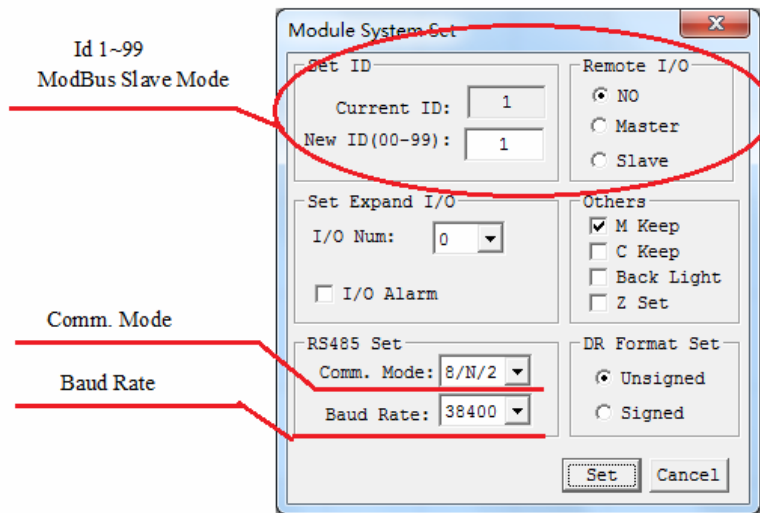 Id 1~99
ModBus Slave Mode
Comm. Mode
Baud Rate
Module System Set
Set ID
Current ID: 1
New ID(00-99): 1
Remote I/O
NO
Master
Slave
Set Expand I/O
I/O Num: 0
I/O Alarm
Others
M Keep
C Keep
Back Light
Z Set
RS485 Set
Comm. Mode: 8/N/2
Baud Rate: 38400
DR Format Set
Unsigned
Signed
Set Cancel